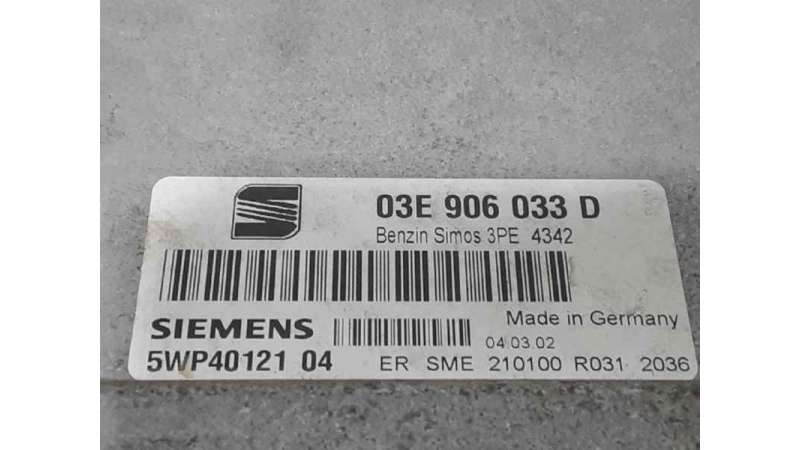 03E 906 033 D
Benzin Simos 3PE 4342
Made in Germany
SIEMENS
04.03.02
5WP40121 04 ER SME 210100 R031 2036